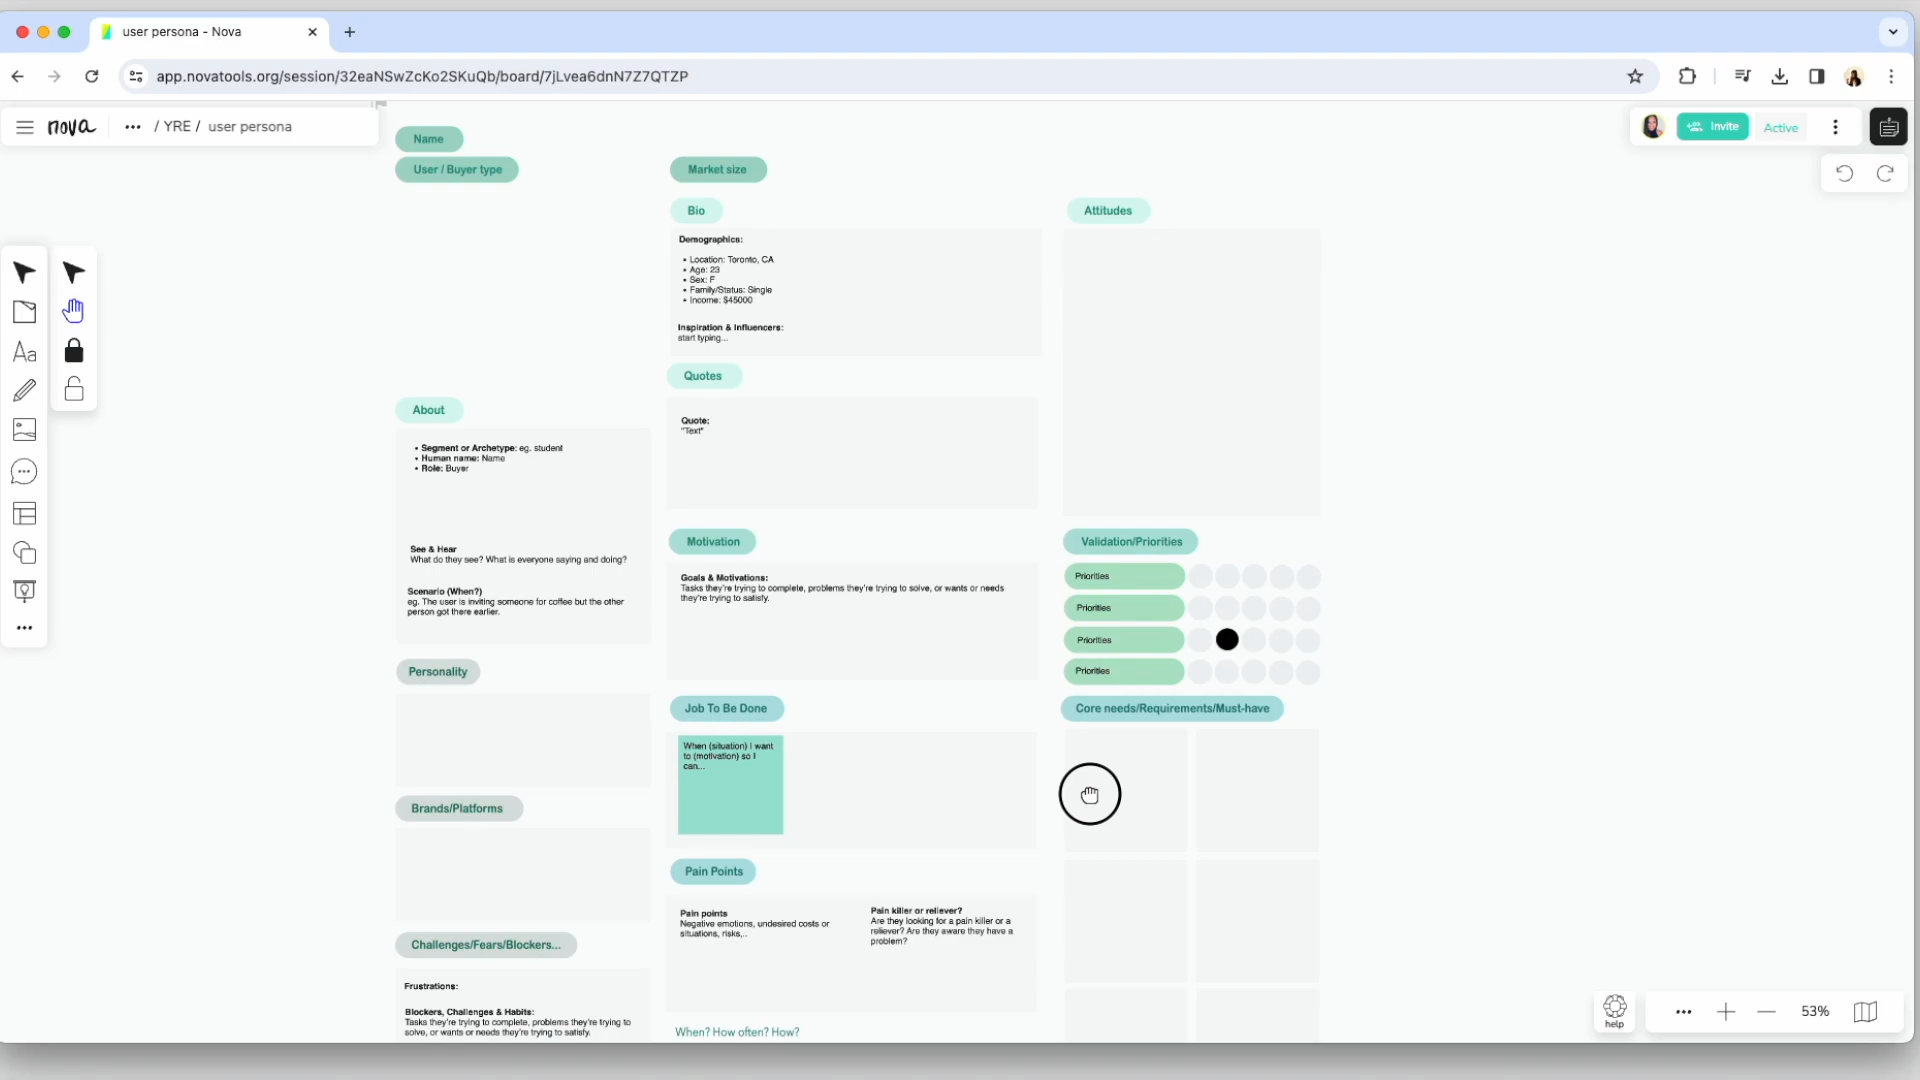 user persona - Nova
app.novatools.org/session/32eaNSwZcKo2SKuQb/board/7jLvea6dnN7Z7QTZP
nova
/ YRE / user persona
Invite
Active
Name
User / Buyer type
About
• Segment or Archetype: eg. student
• Human name: Name
• Role: Buyer
See & Hear
What do they see? What is everyone saying and doing?
Scenario (When?)
eg. The user is inviting someone for coffee but the other
person got there earlier.
Personality
Brands/Platforms
Challenges/Fears/Blockers...
Frustrations:
Blockers, Challenges & Habits:
Tasks they're trying to complete, problems they're trying to
solve, or wants or needs they're trying to satisfy.
Market size
Bio
Demographics:
• Location: Toronto, CA
• Age: 23
• Sex: F
• Family/Status: Single
• Income: $45000
Inspiration & Influencers:
start typing...
Quotes
Quote:
"Text"
Motivation
Goals & Motivations:
Tasks they're trying to complete, problems they're trying to solve, or wants or needs
they're trying to satisfy.
Job To Be Done
When (situation) I want
to (motivation) so I
can...
Pain Points
Pain points
Negative emotions, undesired costs or
situations, risks,..
Pain killer or reliever?
Are they looking for a pain killer or a
reliever? Are they aware they have a
problem?
When? How often? How?
Attitudes
Validation/Priorities
Priorities
Priorities
Priorities
Priorities
Core needs/Requirements/Must-have
Aa
help
53%